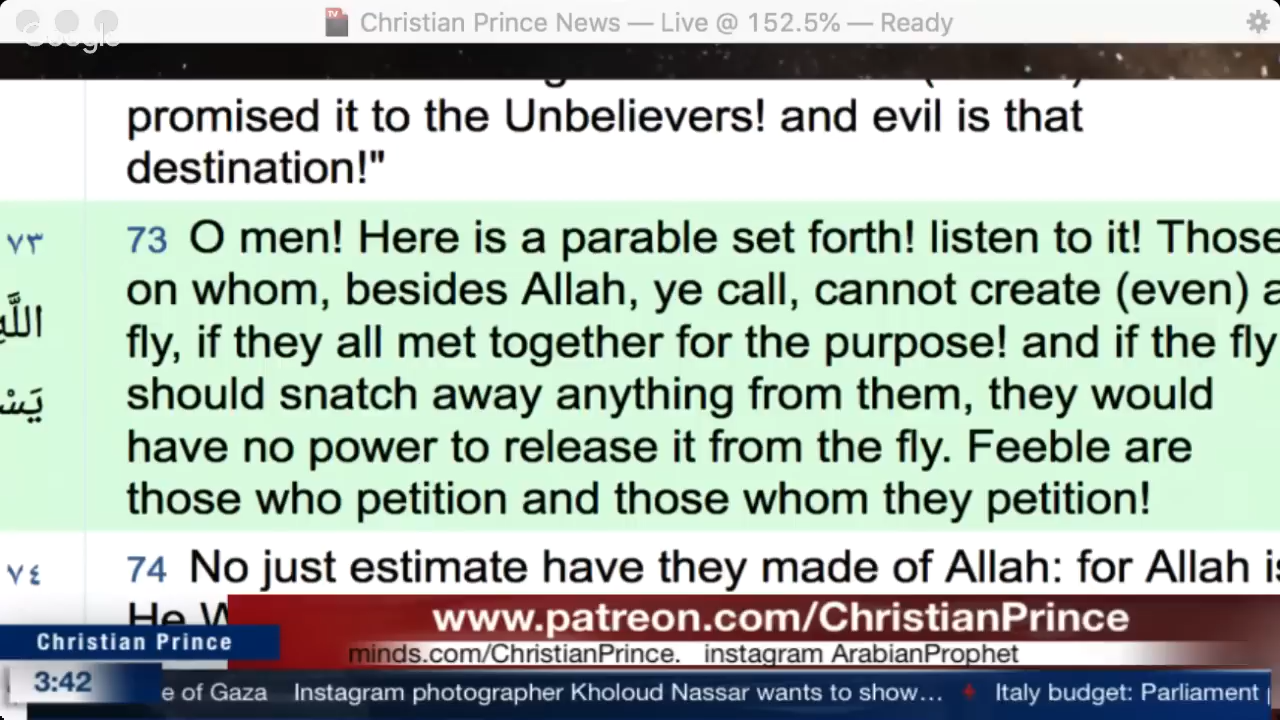 Christian Prince News — Live @ 152.5% — Ready
Google
promised it to the Unbelievers! and evil is that
destination!"
٧٣
73 O men! Here is a parable set forth! listen to it! Those
on whom, besides Allah, ye call, cannot create (even) a
اللَّهِ
fly, if they all met together for the purpose! and if the fly
should snatch away anything from them, they would
have no power to release it from the fly. Feeble are
those who petition and those whom they petition!
٧٤
74 No just estimate have they made of Allah: for Allah is
He W
www.patreon.com/ChristianPrince
Christian Prince
minds.com/ChristianPrince. instagram ArabianProphet
3:42
e of Gaza Instagram photographer Kholoud Nassar wants to show... Italy budget: Parliament